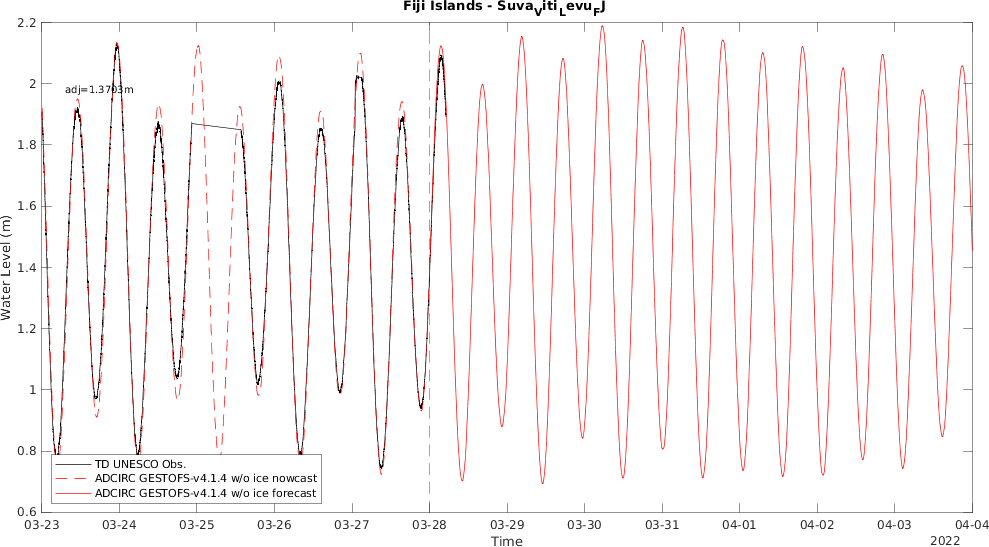 Fiji Islands - SuvaVitiLevuFJ
2.2
2
1.8
1.6
1.4
1.2
1
0.8
0.6
Water Level (m)
adj=1.3703m
TD UNESCO Obs.
ADCIRC GESTOFS-v4.1.4 w/o ice nowcast
ADCIRC GESTOFS-v4.1.4 w/o ice forecast
03-23 03-24 03-25 03-26 03-27 03-28 03-29 03-30 03-31 04-01 04-02 04-03 04-04
Time
2022